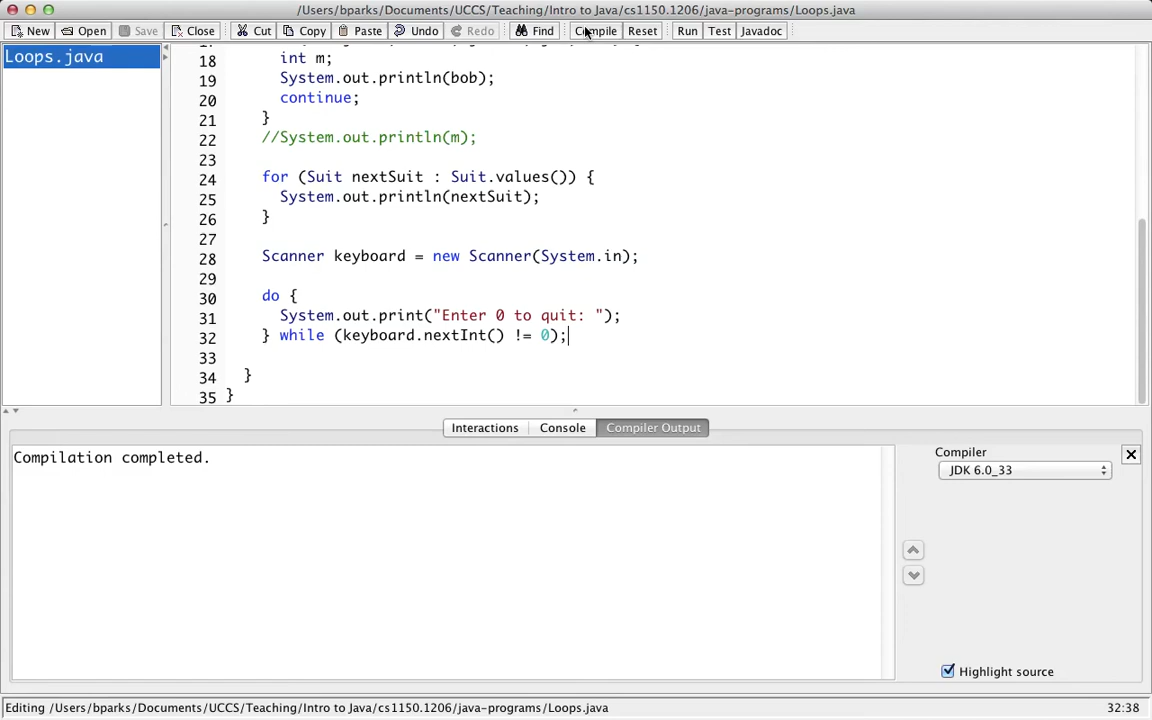 /Users/bparks/Documents/UCCS/Teaching/Intro to Java/cs1150.1206/java-programs/Loops.java
New Open Save Close Cut Copy Paste Undo Redo Find Compile Reset Run Test Javadoc
Loops.java
18 int m;
19 System.out.println(bob);
20 continue;
21 }
22 //System.out.println(m);
23
24 for (Suit nextSuit : Suit.values()) {
25 System.out.println(nextSuit);
26 }
27
28 Scanner keyboard = new Scanner(System.in);
29
30 do {
31 System.out.print("Enter 0 to quit: ");
32 } while (keyboard.nextInt() != 0);
33
34 }
35 }
Interactions Console Compiler Output
Compilation completed.
Compiler
JDK 6.0_33
Highlight source
Editing /Users/bparks/Documents/UCCS/Teaching/Intro to Java/cs1150.1206/java-programs/Loops.java 32:38